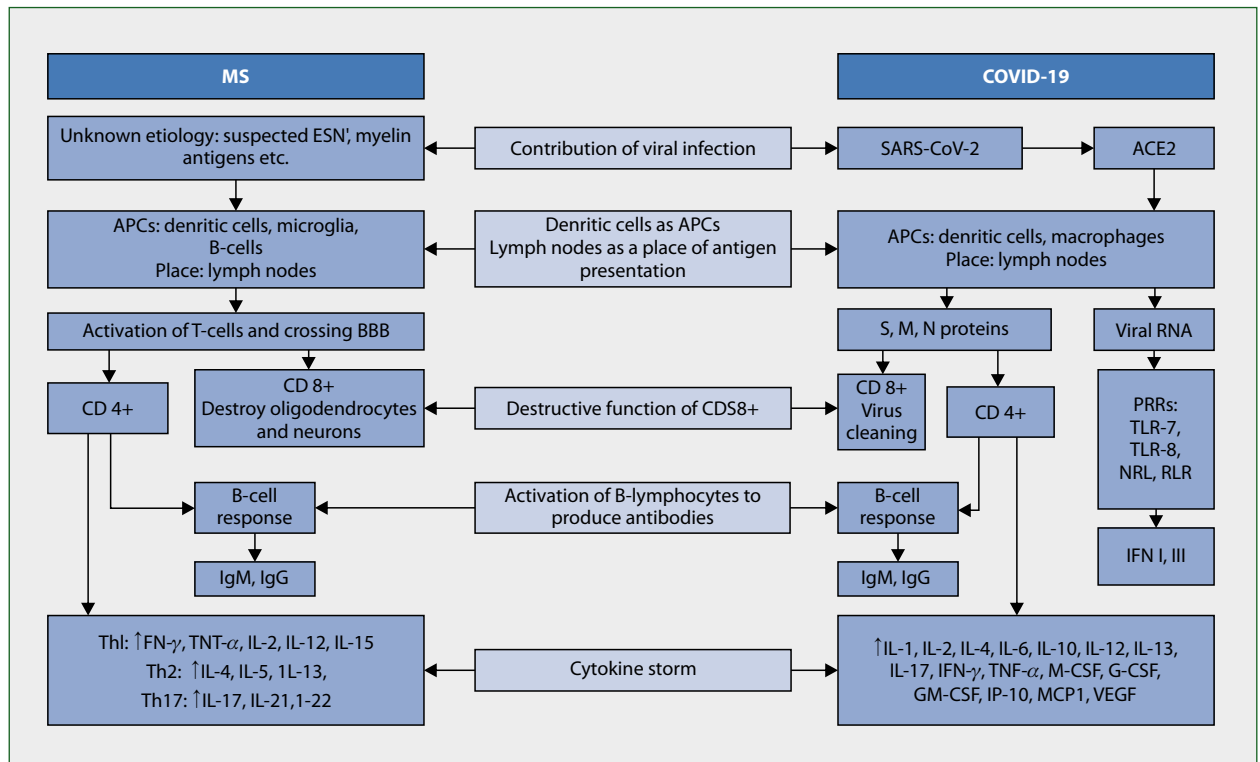 MS
COVID-19
Unknown etiology: suspected ESN', myelin
antigens etc.
Contribution of viral infection
SARS-CoV-2
ACE2
APCs: denritic cells, microglia,
B-cells
Place: lymph nodes
Denritic cells as APCs
Lymph nodes as a place of antigen
presentation
APCs: denritic cells, macrophages
Place: lymph nodes
Activation of T-cells and crossing BBB
S, M, N proteins
Viral RNA
CD 4+
CD 8+
Destroy oligodendrocytes
and neurons
Destructive function of CDS8+
CD 8+
Virus
cleaning
CD 4+
PRRs:
TLR-7,
TLR-8,
NRL, RLR
B-cell
response
Activation of B-lymphocytes to
produce antibodies
B-cell
response
IFN I, III
IgM, IgG
IgM, IgG
Thl: ↑FN-γ, TNT-α, IL-2, IL-12, IL-15
Th2: ↑IL-4, IL-5, 1L-13,
Th17: ↑IL-17, IL-21,1-22
Cytokine storm
↑IL-1, IL-2, IL-4, IL-6, IL-10, IL-12, IL-13,
IL-17, IFN-γ, TNF-α, M-CSF, G-CSF,
GM-CSF, IP-10, MCP1, VEGF